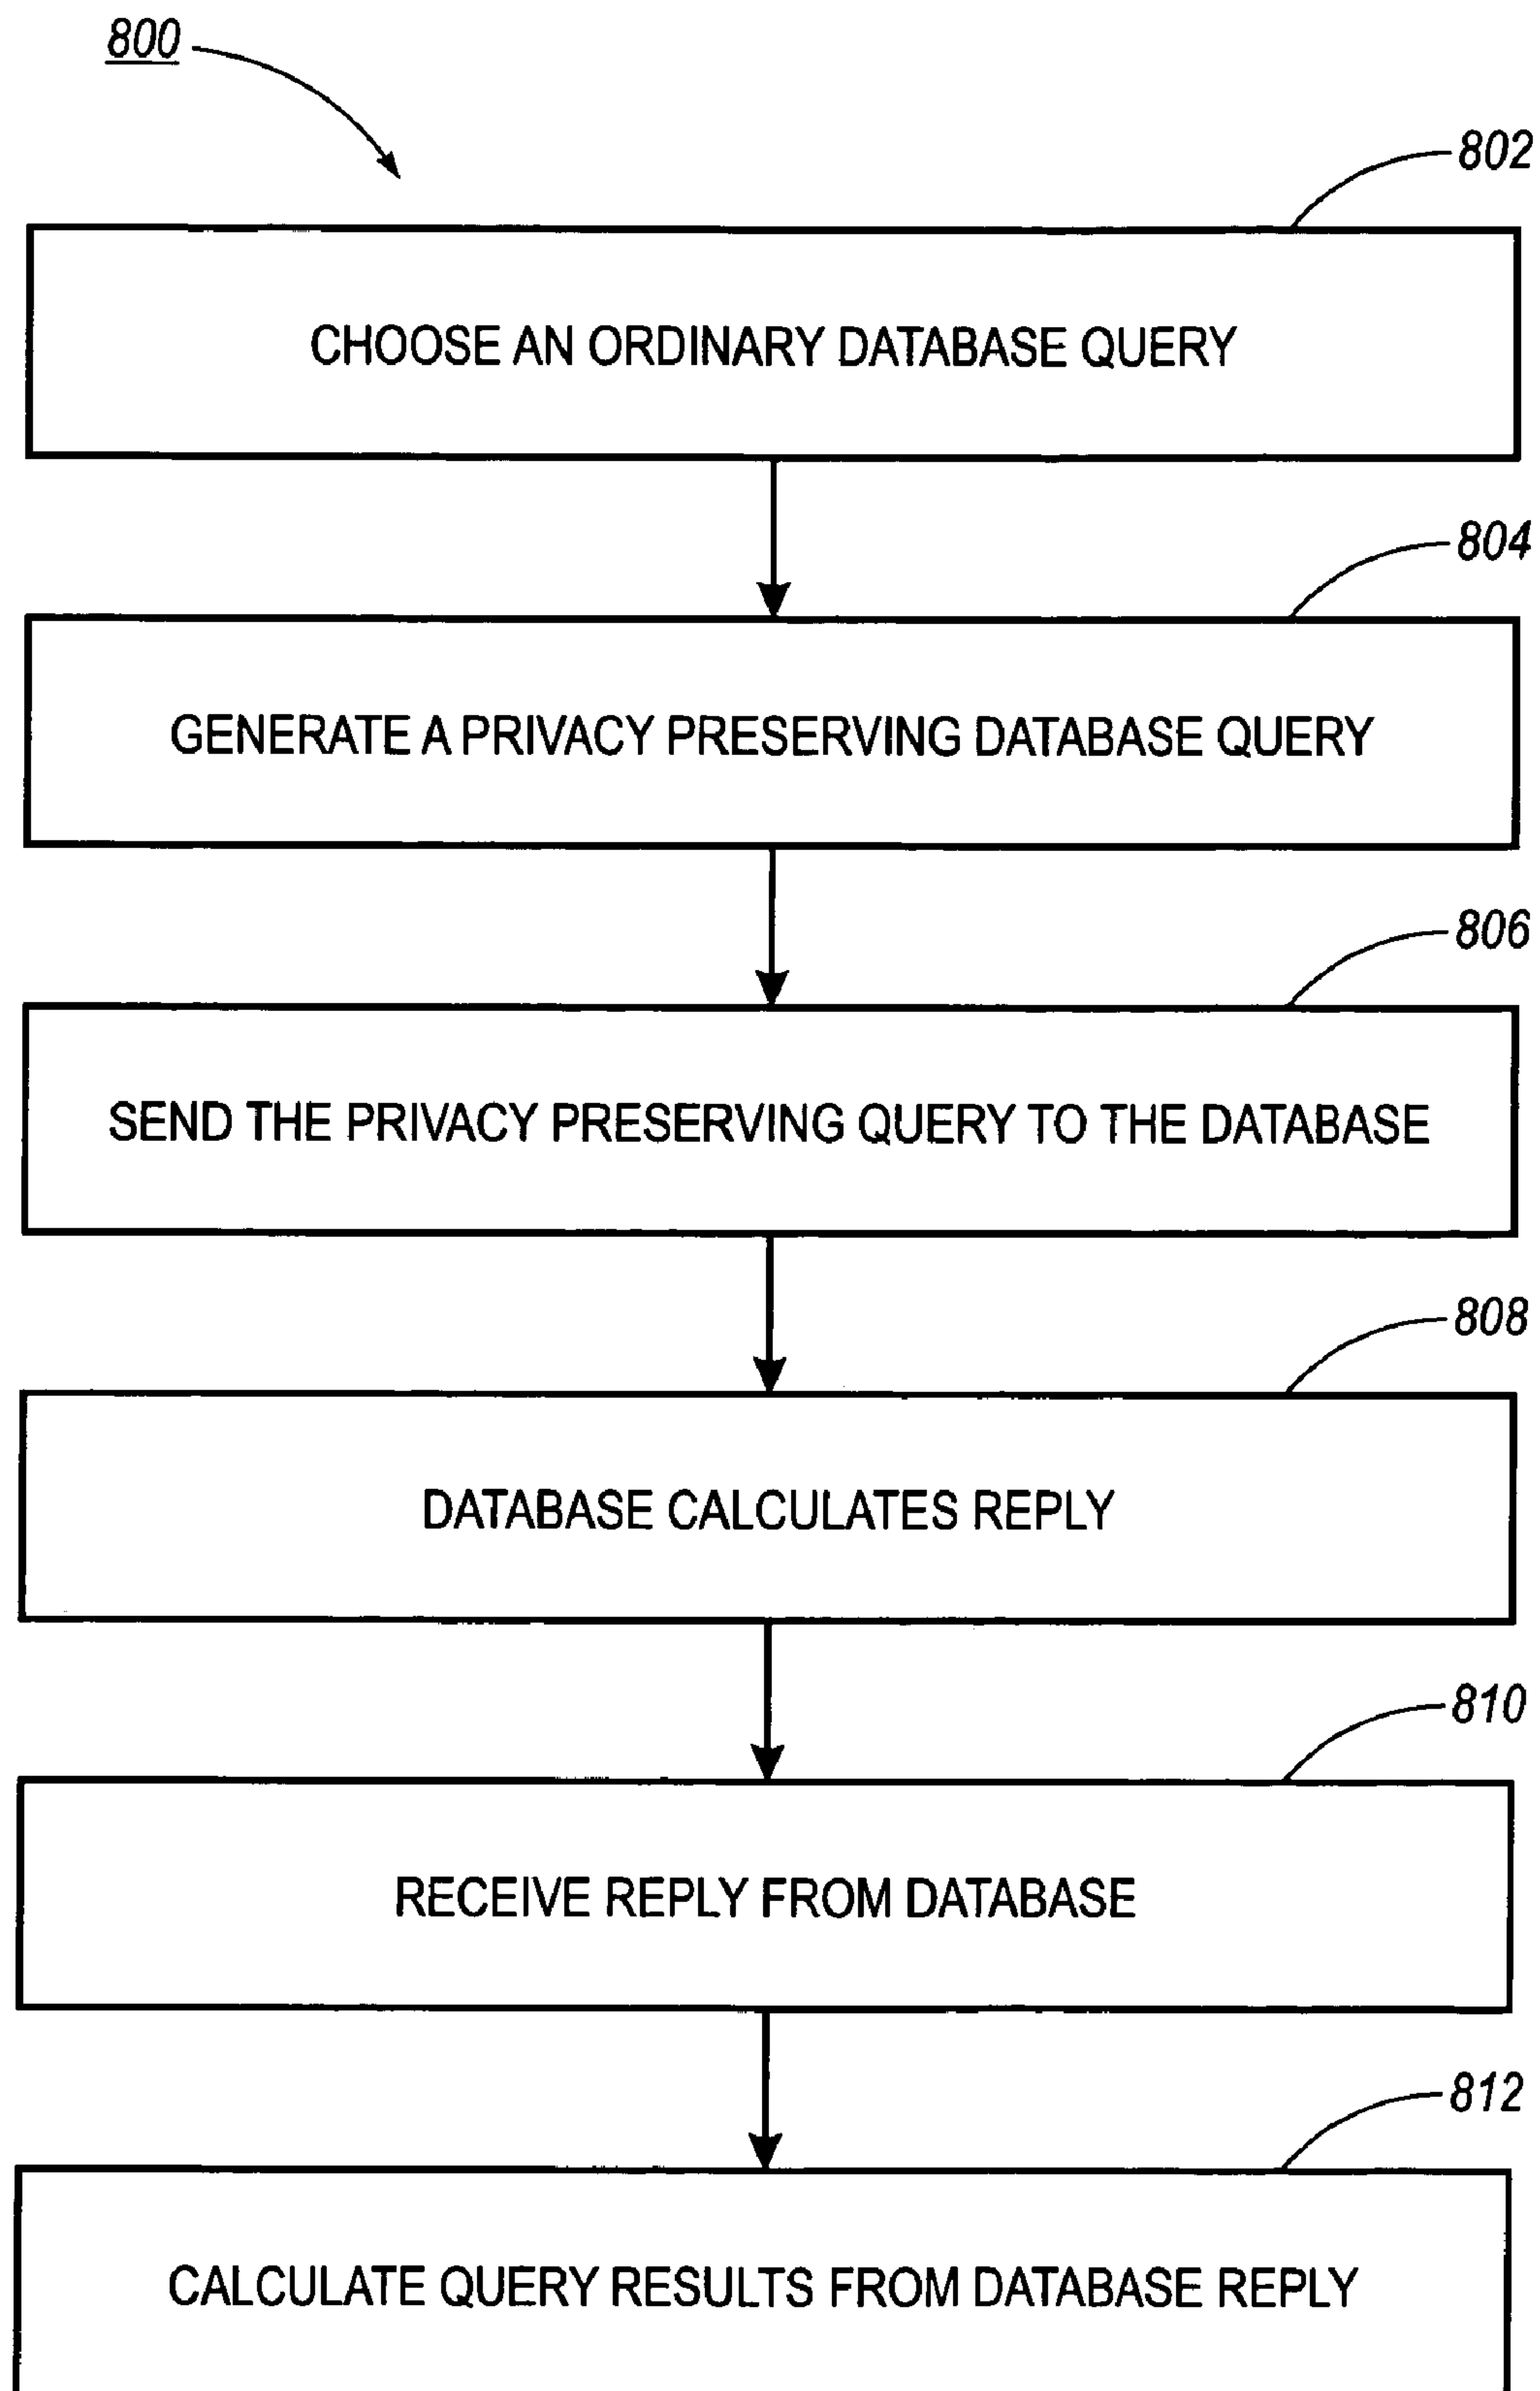 800
802
CHOOSE AN ORDINARY DATABASE QUERY
804
GENERATE A PRIVACY PRESERVING DATABASE QUERY
806
SEND THE PRIVACY PRESERVING QUERY TO THE DATABASE
808
DATABASE CALCULATES REPLY
810
RECEIVE REPLY FROM DATABASE
812
CALCULATE QUERY RESULTS FROM DATABASE REPLY